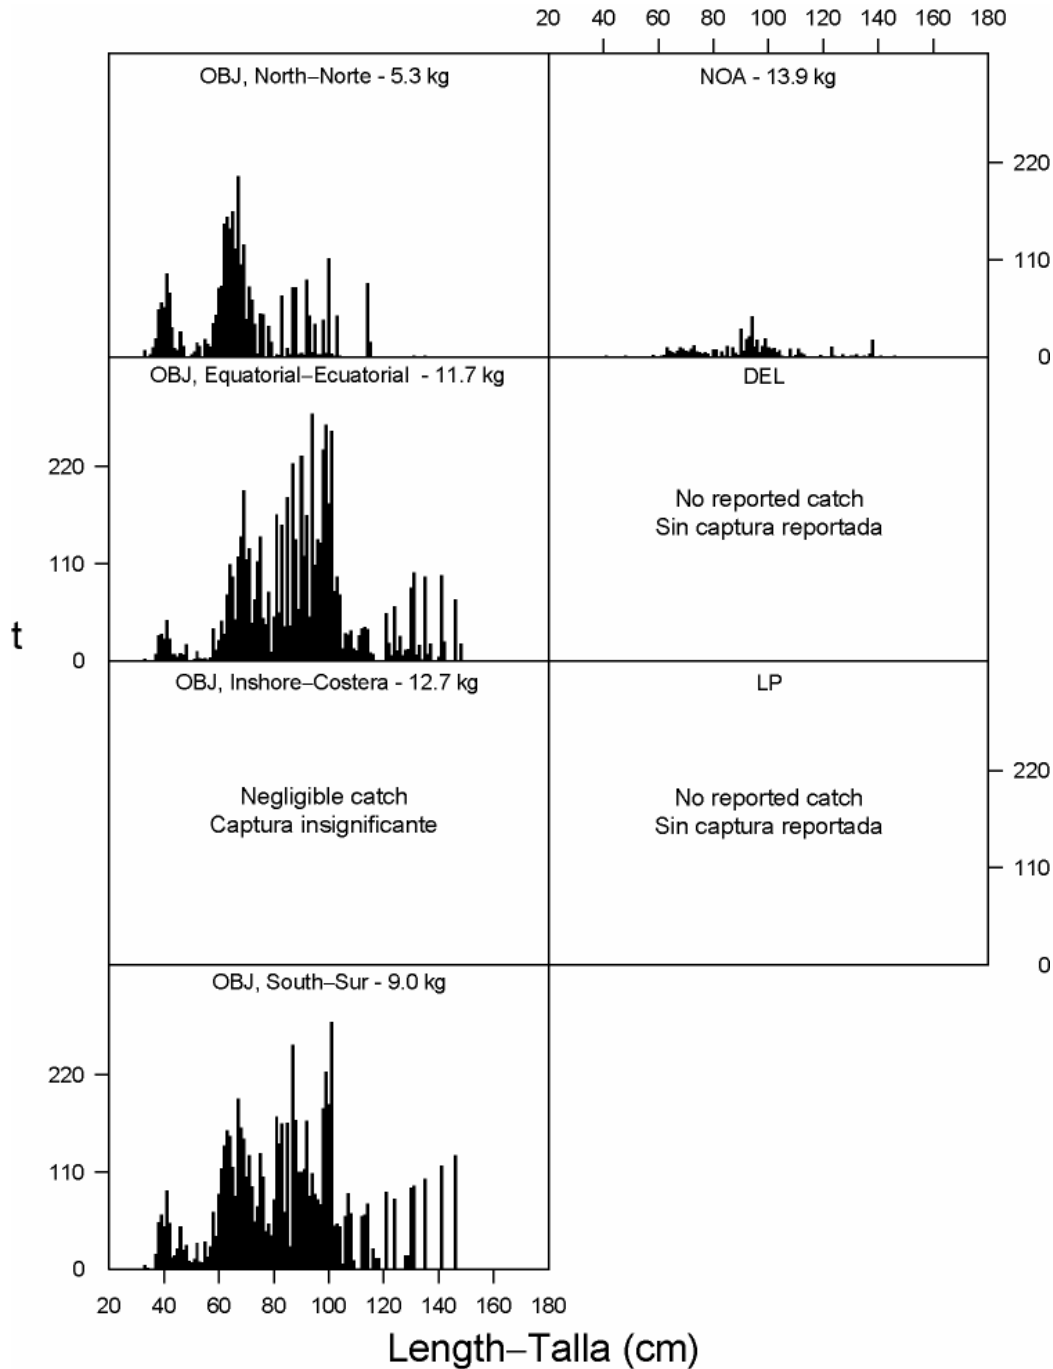 20 40 60 80 100 120 140 160 180
OBJ, North–Norte - 5.3 kg
NOA - 13.9 kg
220
110
0
OBJ, Equatorial–Ecuatorial - 11.7 kg
DEL
220
110
0
No reported catch
Sin captura reportada
t
OBJ, Inshore–Costera - 12.7 kg
LP
Negligible catch
Captura insignificante
No reported catch
Sin captura reportada
220
110
0
OBJ, South–Sur - 9.0 kg
220
110
0
20 40 60 80 100 120 140 160 180
Length–Talla (cm)